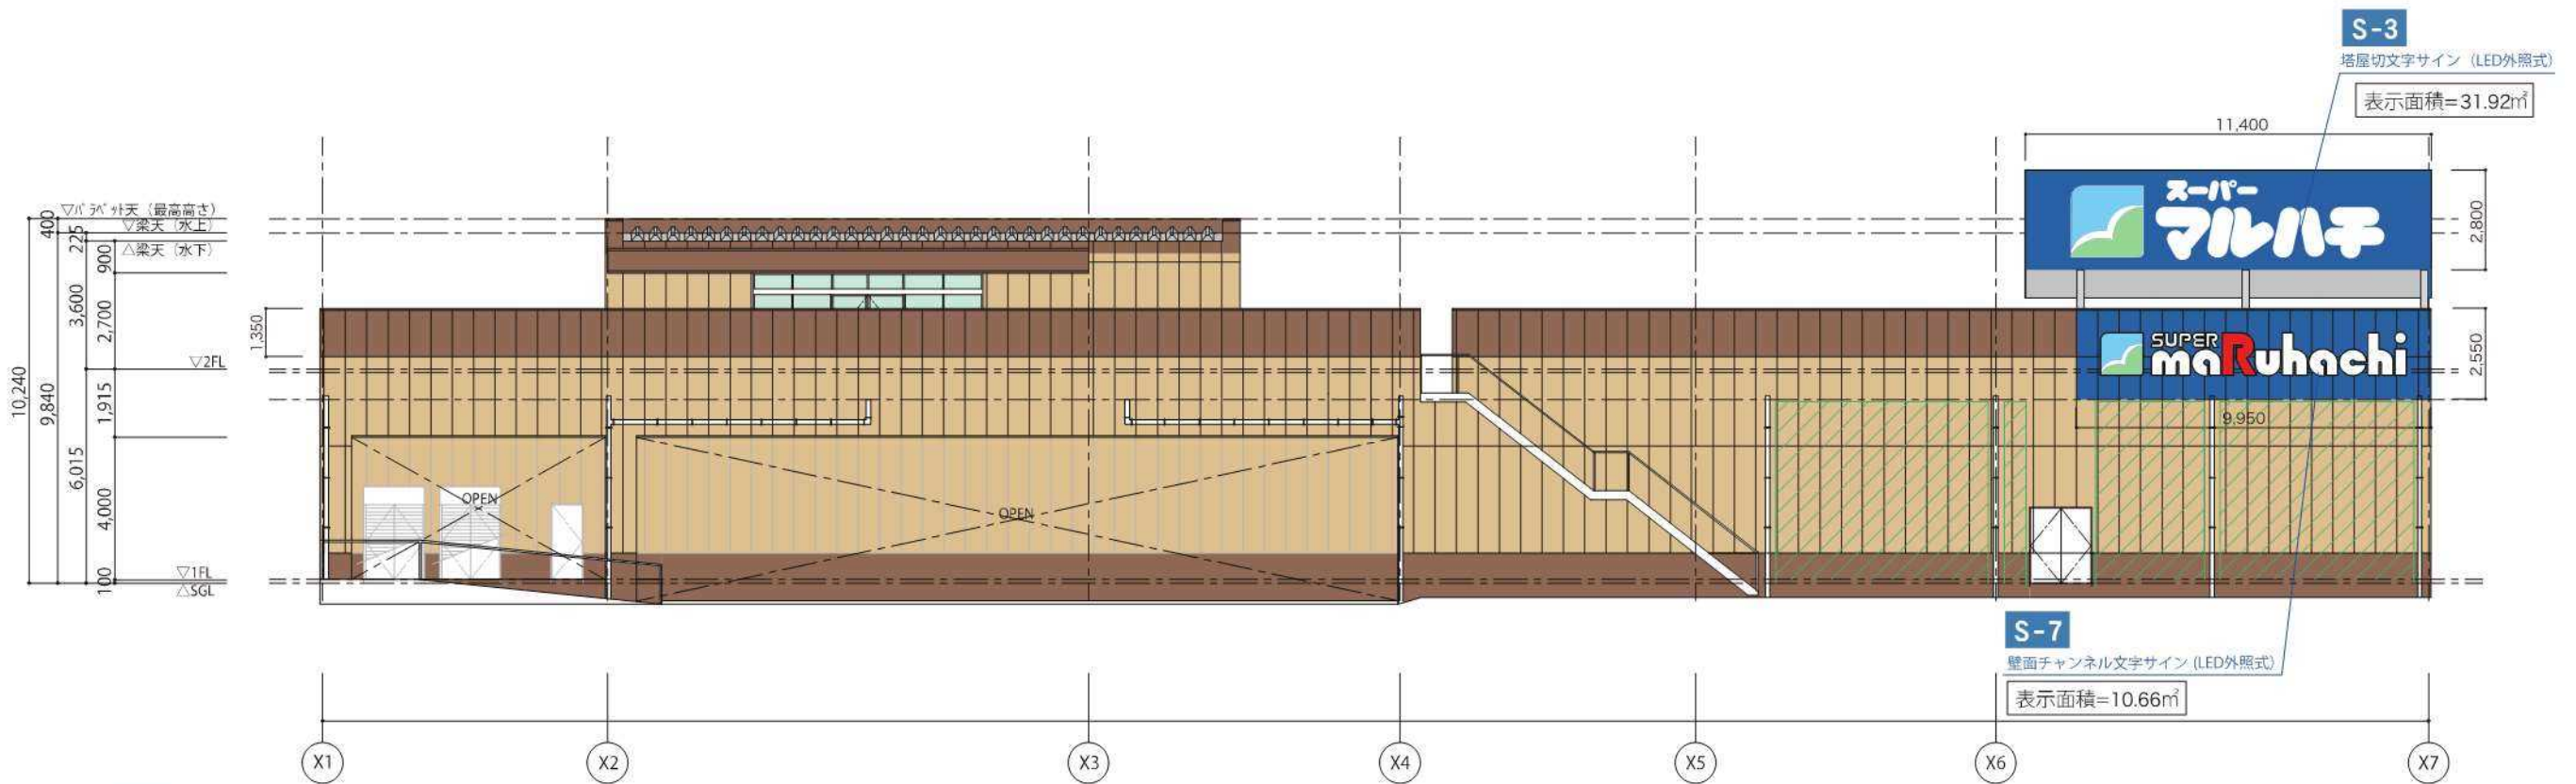 S-3
塔屋切文字サイン（LED外照式）
表示面積=31.92㎡
11,400
スーパー
マルハチ
2,800
▽パラペット天（最高高さ）
▽梁天（水上）
△梁天（水下）
400
225
900
3,600
2,700
1,350
▽2FL
10,240
9,840
1,915
6,015
4,000
100
▽1FL
△SGL
SUPER
maRuhachi
2,550
9,950
OPEN
OPEN
S-7
壁面チャンネル文字サイン (LED外照式)
表示面積=10.66㎡
X1
X2
X3
X4
X5
X6
X7